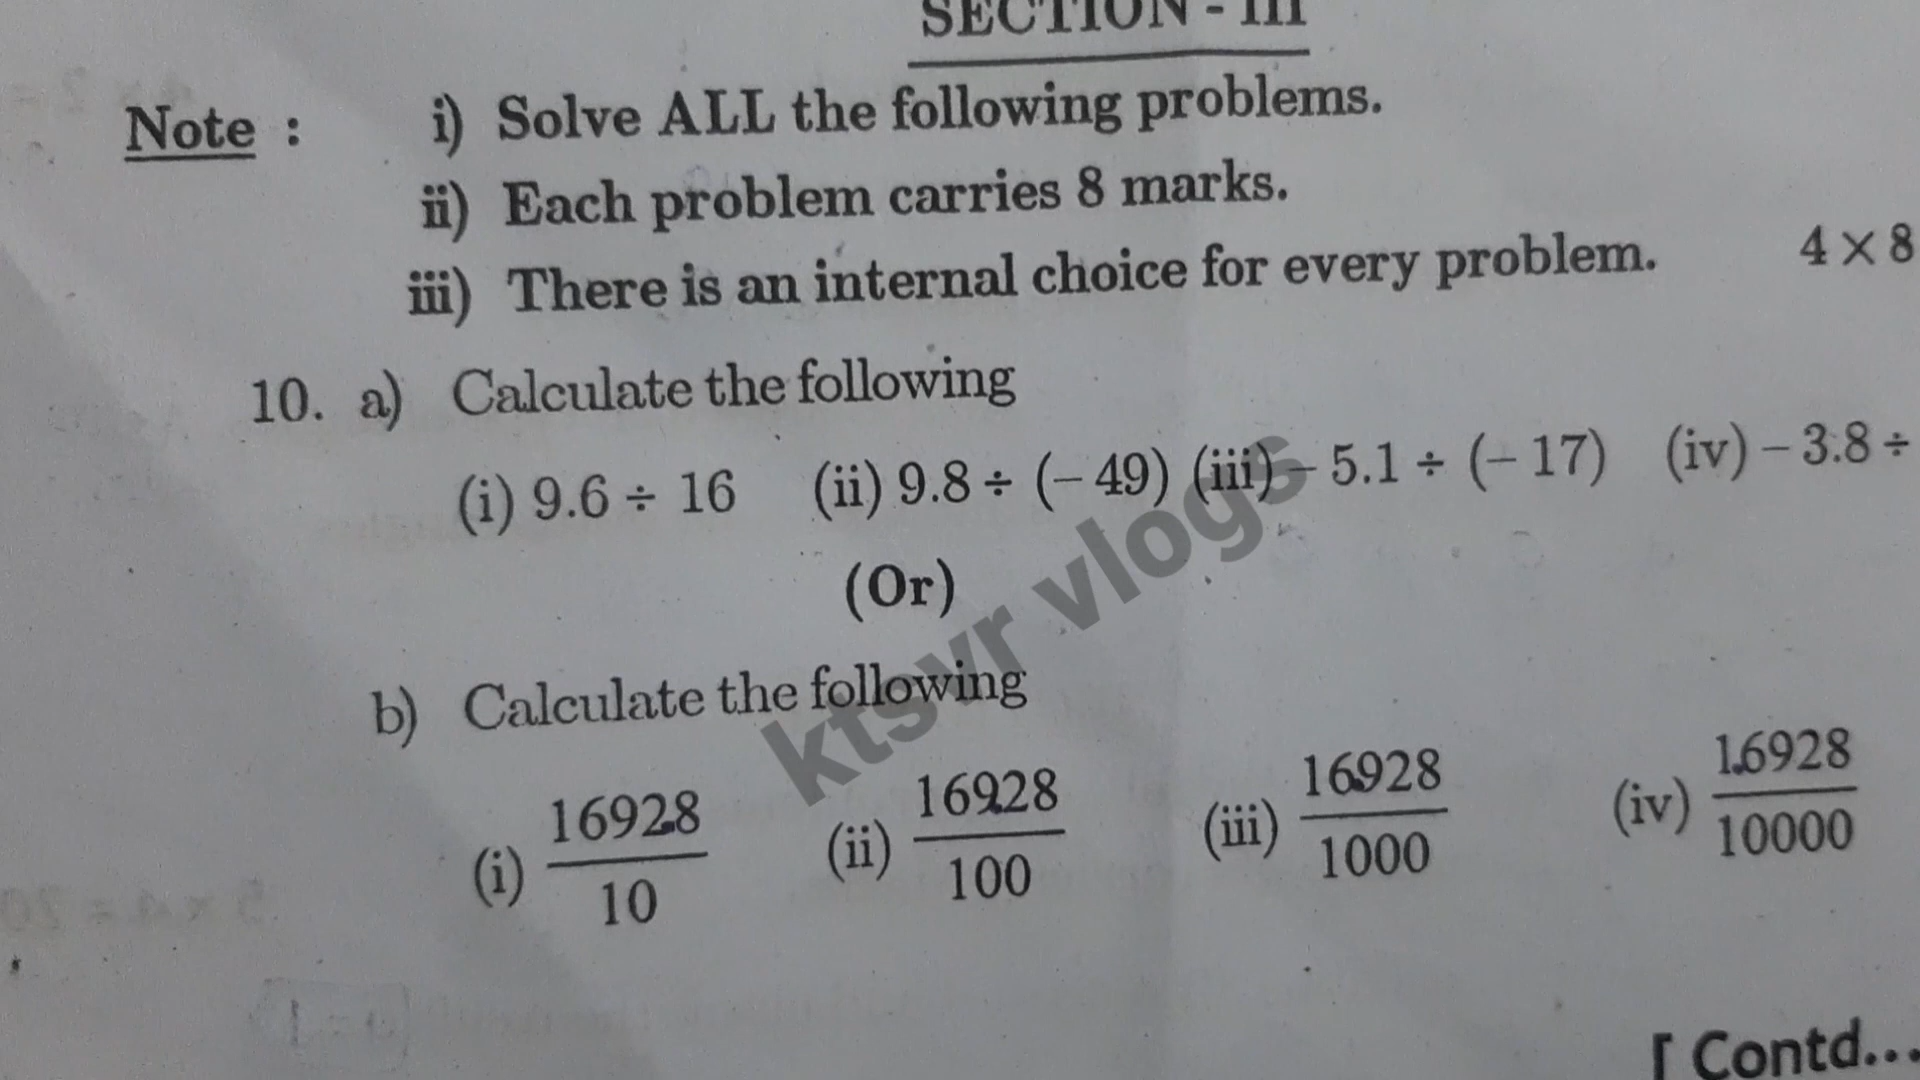 SECTION - III
Note : i) Solve ALL the following problems.
ii) Each problem carries 8 marks.
iii) There is an internal choice for every problem. 4 × 8
10. a) Calculate the following
(i) 9.6 ÷ 16 (ii) 9.8 ÷ (– 49) (iii) – 5.1 ÷ (– 17) (iv) – 3.8 ÷
(Or)
b) Calculate the following
(i) 16928/10 (ii) 16928/100 (iii) 16928/1000 (iv) 1.6928/10000
[ Contd...
ktsvr vlogs